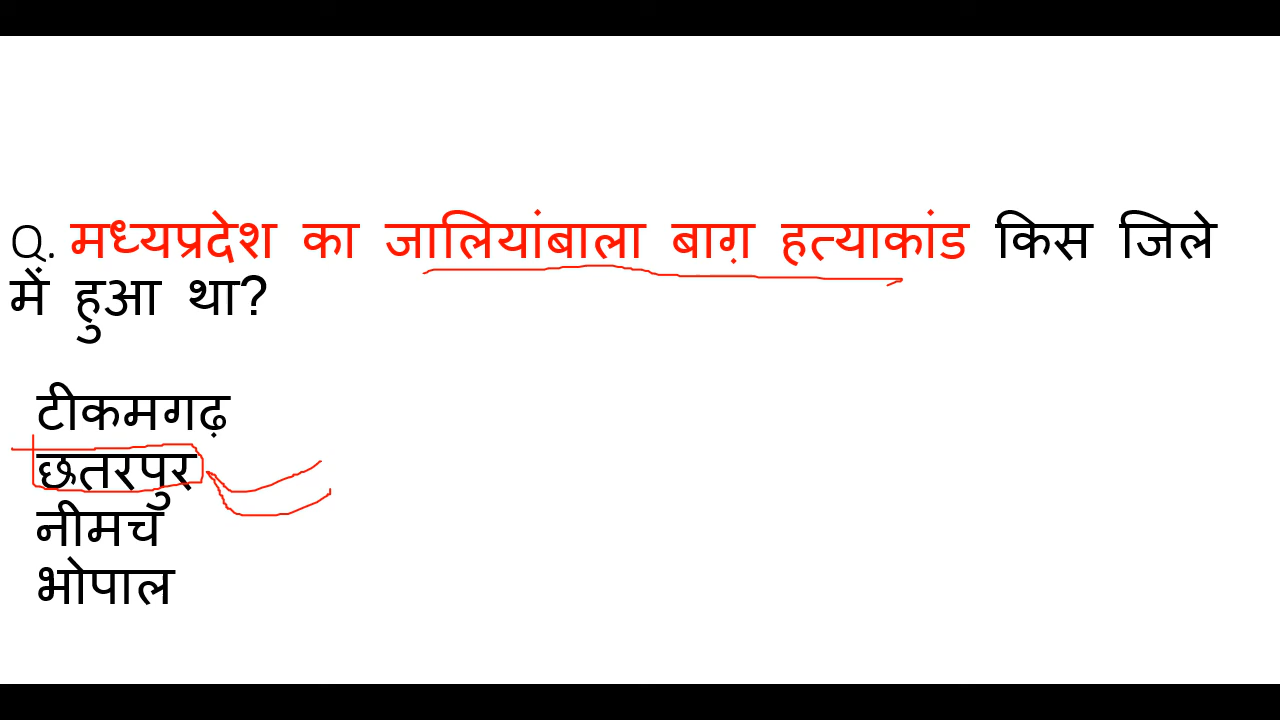 Q. मध्यप्रदेश का जालियांबाला बाग़ हत्याकांड किस जिले
में हुआ था?
टीकमगढ़
छतरपुर
नीमच
भोपाल